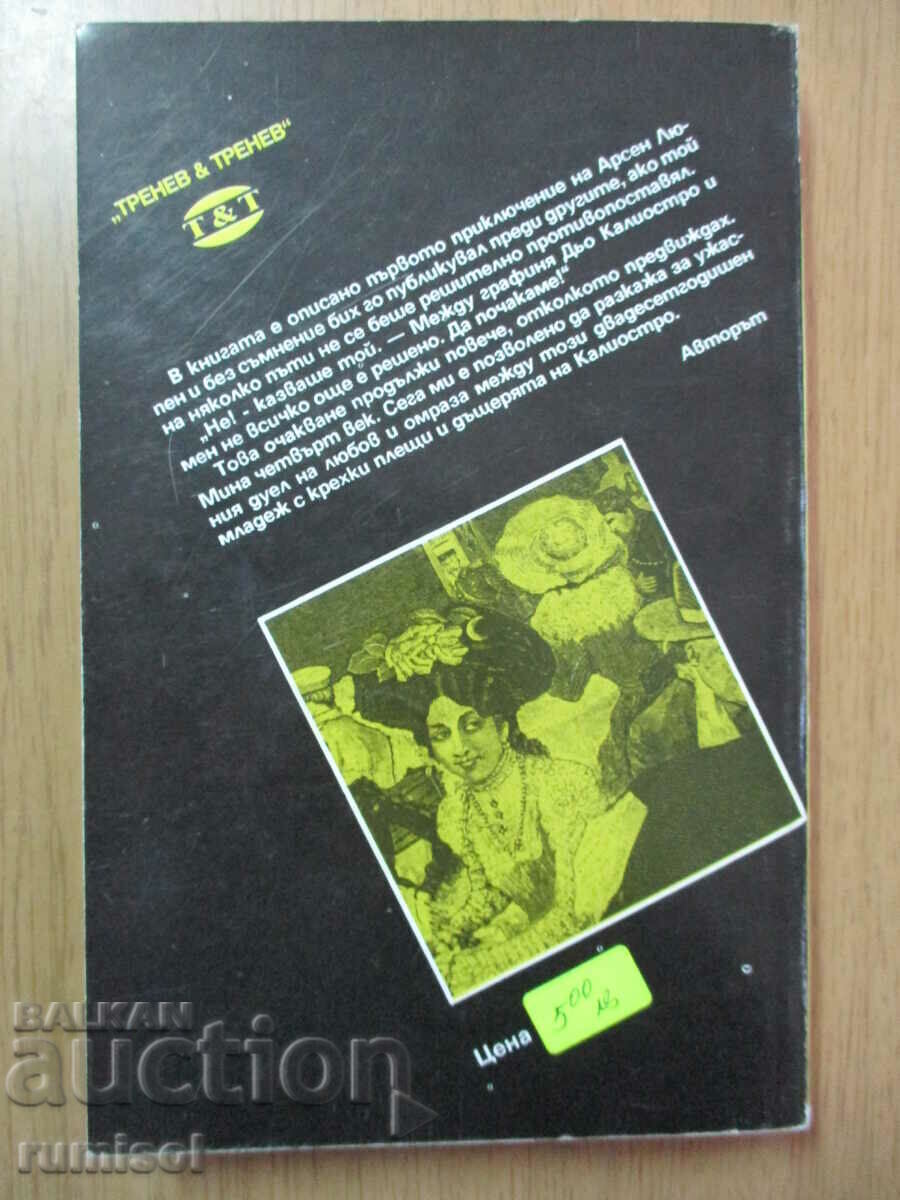 „ТРЕНЕВ & ТРЕНЕВ“
T & T
В книгата е описано първото приключение на Арсен Лю-
пен и без съмнение бих го публикувал преди другите, ако той
на няколко пъти не се беше решително противопоставял.
„Не! - казваше той. — Между графиня Дьо Калиостро и
мен не всичко още е решено. Да почакаме!“
Това очакване продължи повече, отколкото предвиждах.
Мина четвърт век. Сега ми е позволено да разкажа за ужас-
ния дуел на любов и омраза между този двадесетгодишен
младеж с крехки плещи и дъщерята на Калиостро.
Авторът
Цена 5 00 лв
BALKAN
auction
rumisol